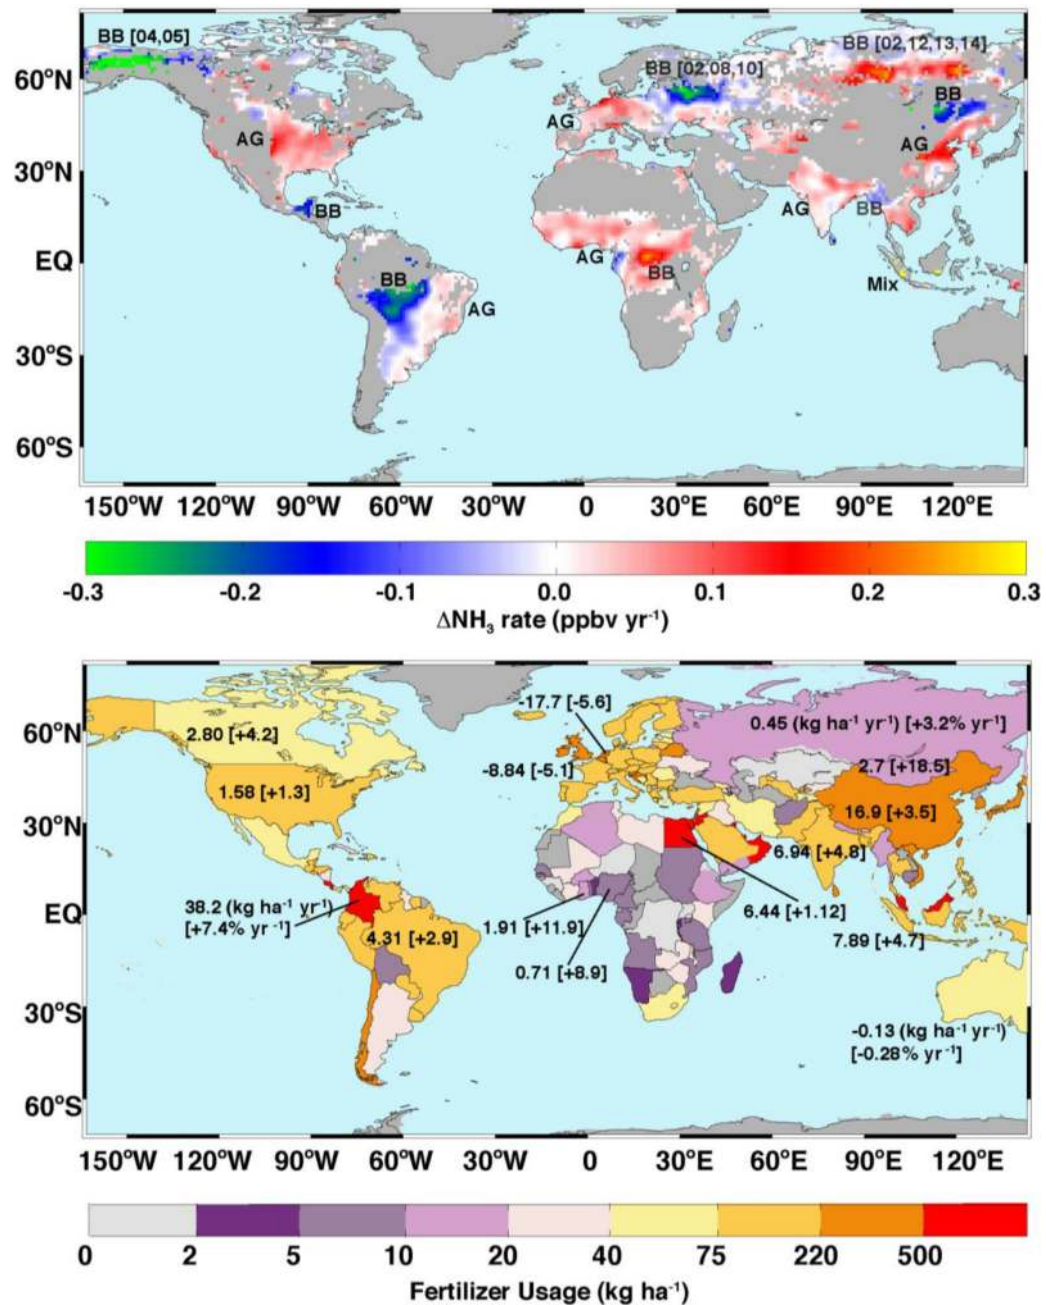 BB [04,05]
BB [02,12,13,14]
60°N
BB [02,08,10]
BB
AG
AG
AG
30°N
BB
AG
BB
EQ
AG
BB
BB
Mix
AG
30°S
60°S
150°W 120°W 90°W 60°W 30°W 0 30°E 60°E 90°E 120°E
-0.3 -0.2 -0.1 0.0 0.1 0.2 0.3
ΔNH₃ rate (ppbv yr⁻¹)
-17.7 [-5.6]
60°N
2.80 [+4.2]
0.45 (kg ha⁻¹ yr⁻¹) [+3.2% yr⁻¹]
-8.84 [-5.1]
2.7 [+18.5]
1.58 [+1.3]
16.9 [+3.5]
30°N
6.94 [+4.8]
38.2 (kg ha⁻¹ yr⁻¹)
[+7.4% yr⁻¹]
EQ
1.91 [+11.9]
6.44 [+1.12]
4.31 [+2.9]
7.89 [+4.7]
0.71 [+8.9]
30°S
-0.13 (kg ha⁻¹ yr⁻¹)
[-0.28% yr⁻¹]
60°S
150°W 120°W 90°W 60°W 30°W 0 30°E 60°E 90°E 120°E
0 2 5 10 20 40 75 220 500
Fertilizer Usage (kg ha⁻¹)